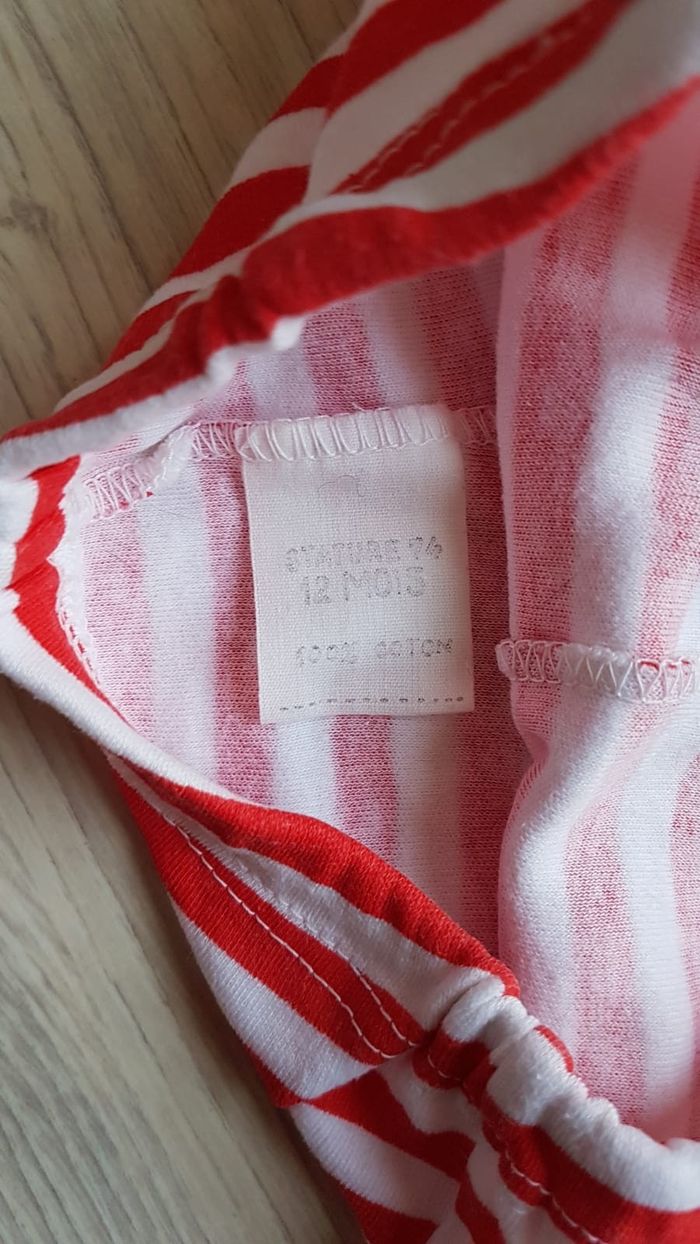 STATURE 74
12 MOIS
100% COTON